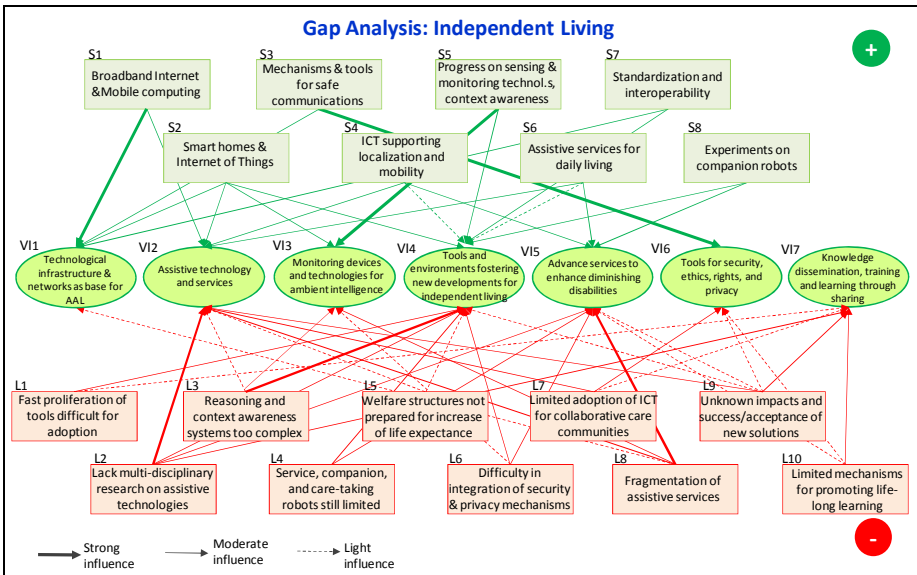 Gap Analysis: Independent Living
+
S1
Broadband Internet
&Mobile computing
S3
Mechanisms & tools
for safe
communications
S5
Progress on sensing &
monitoring technol.s,
context awareness
S7
Standardization and
interoperability
S2
Smart homes &
Internet of Things
S4
ICT supporting
localization and
mobility
S6
Assistive services for
daily living
S8
Experiments on
companion robots
VI1
Technological
infrastructure &
networks as base for
AAL
VI2
Assistive technology
and services
VI3
Monitoring devices
and technologies for
ambient intelligence
VI4
Tools and
environments fostering
new developments for
independent living
VI5
Advance services to
enhance diminishing
disabilities
VI6
Tools for security,
ethics, rights, and
privacy
VI7
Knowledge
dissemination, training
and learning through
sharing
L1
Fast proliferation of
tools difficult for
adoption
L3
Reasoning and
context awareness
systems too complex
L5
Welfare structures not
prepared for increase of
life expectance
L7
Limited adoption of ICT
for collaborative care
communities
L9
Unknown impacts and
success/acceptance of
new solutions
L2
Lack multi-disciplinary
research on assistive
technologies
L4
Service, companion,
and care-taking
robots still limited
L6
Difficulty in
integration of security
& privacy mechanisms
L8
Fragmentation of
assistive services
L10
Limited mechanisms
for promoting life-
long learning
Strong
influence
Moderate
influence
Light
influence
-